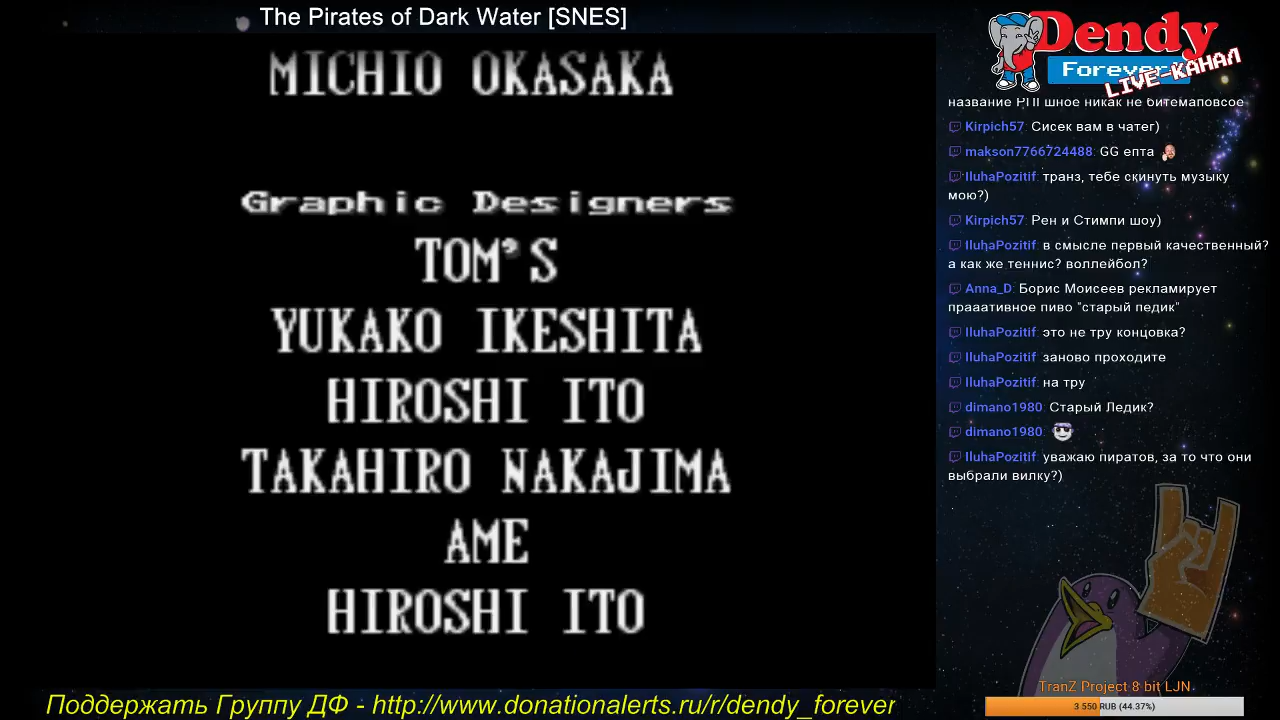 The Pirates of Dark Water [SNES]
MICHIO OKASAKA
Graphic Designers
TOM'S
YUKAKO IKESHITA
HIROSHI ITO
TAKAHIRO NAKAJIMA
AME
HIROSHI ITO
Поддержать Группу ДФ - http://www.donationalerts.ru/r/dendy_forever
Dendy
Forever
LIVE-КАНАЛ
название РПГшное никак не битемаповсое
Kirpich57: Сисек вам в чатег)
makson7766724488: GG епта
IluhaPozitif: транз, тебе скинуть музыку
мою?)
Kirpich57: Рен и Стимпи шоу)
IluhaPozitif: в смысле первый качественный?
а как же теннис? воллейбол?
Anna_D: Борис Моисеев рекламирует
прааативное пиво "старый педик"
IluhaPozitif: это не тру концовка?
IluhaPozitif: заново проходите
IluhaPozitif: на тру
dimano1980: Старый Ледик?
dimano1980:
IluhaPozitif: уважаю пиратов, за то что они
выбрали вилку?)
TranZ Project 8 bit LJN
3 550 RUB (44.37%)